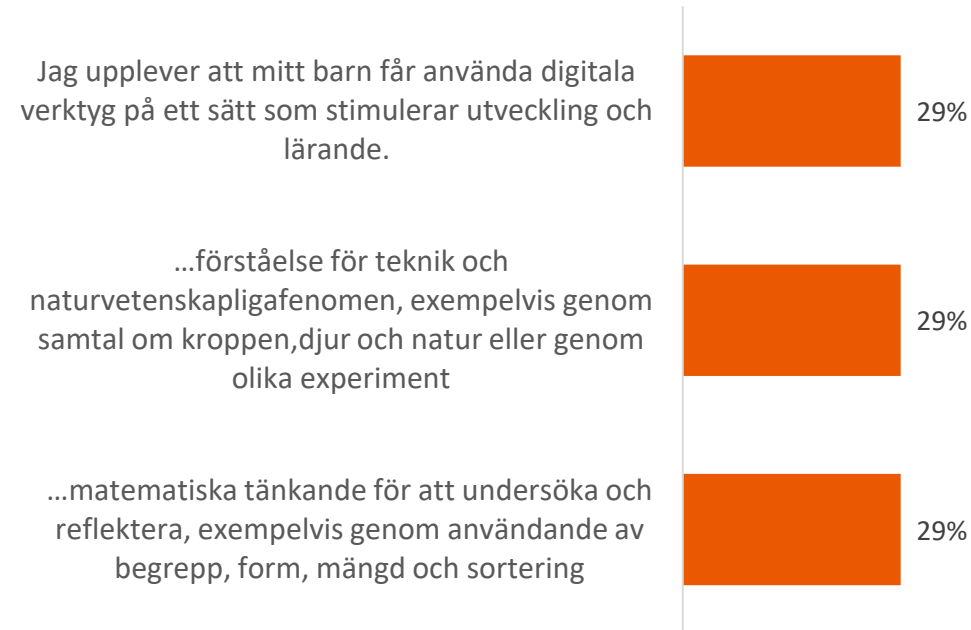 Jag upplever att mitt barn får använda digitala
verktyg på ett sätt som stimulerar utveckling och
lärande.
29%
…förståelse för teknik och
naturvetenskapligafenomen, exempelvis genom
samtal om kroppen,djur och natur eller genom
olika experiment
29%
…matematiska tänkande för att undersöka och
reflektera, exempelvis genom användande av
begrepp, form, mängd och sortering
29%